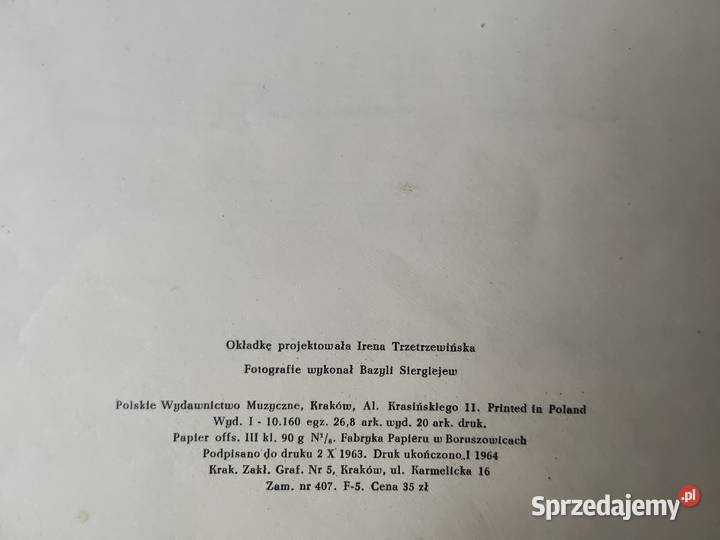 Okładkę projektowała Irena Trzetrzewińska
Fotografie wykonał Bazyli Siergiejew
Polskie Wydawnictwo Muzyczne, Kraków, Al. Krasińskiego 11. Printed in Poland
Wyd. I - 10.160 egz. 26,8 ark. wyd. 20 ark. druk.
Papier offs. III kl. 90 g N¹/₈. Fabryka Papieru w Boruszowicach
Podpisano do druku 2 X 1963. Druk ukończono I 1964
Krak. Zakł. Graf. Nr 5, Kraków, ul. Karmelicka 16
Zam. nr 407. F-5. Cena 35 zł
Sprzedajemy.pl